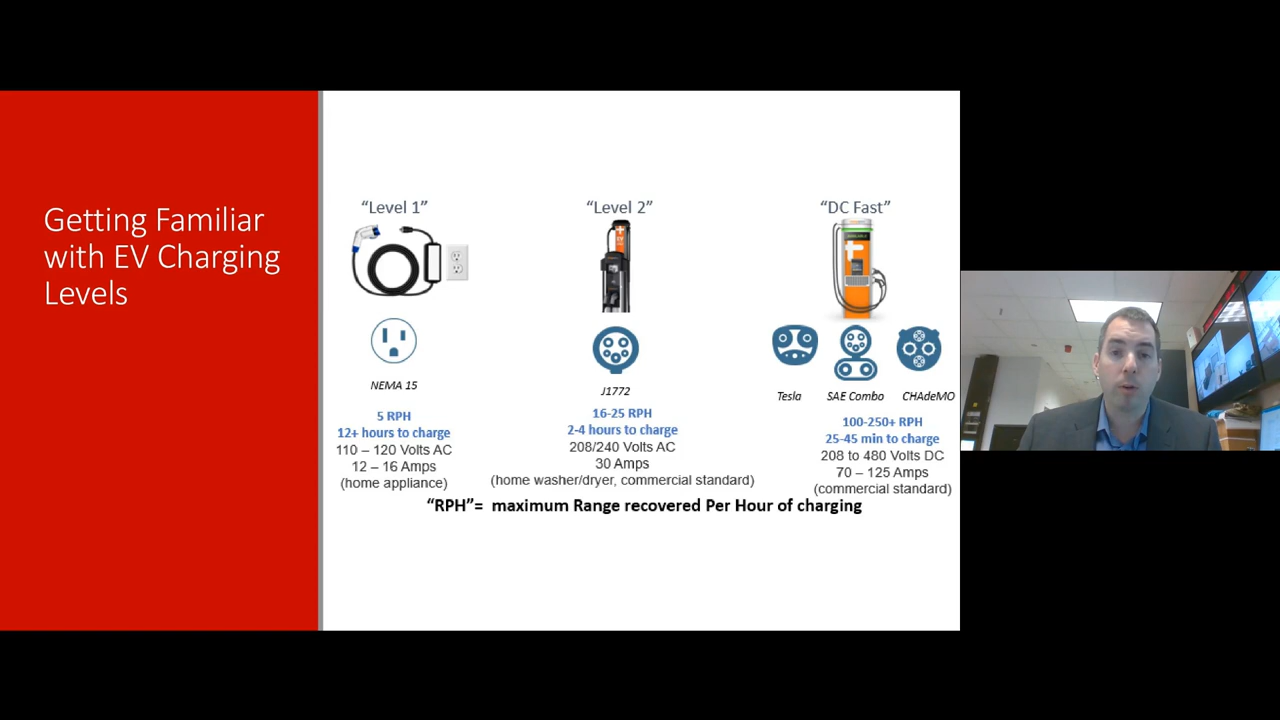 Getting Familiar
with EV Charging
Levels
“Level 1”
NEMA 15
5 RPH
12+ hours to charge
110 – 120 Volts AC
12 – 16 Amps
(home appliance)
“Level 2”
J1772
16-25 RPH
2-4 hours to charge
208/240 Volts AC
30 Amps
(home washer/dryer, commercial standard)
“DC Fast”
Tesla
SAE Combo
CHAdeMO
100-250+ RPH
25-45 min to charge
208 to 480 Volts DC
70 – 125 Amps
(commercial standard)
“RPH”= maximum Range recovered Per Hour of charging